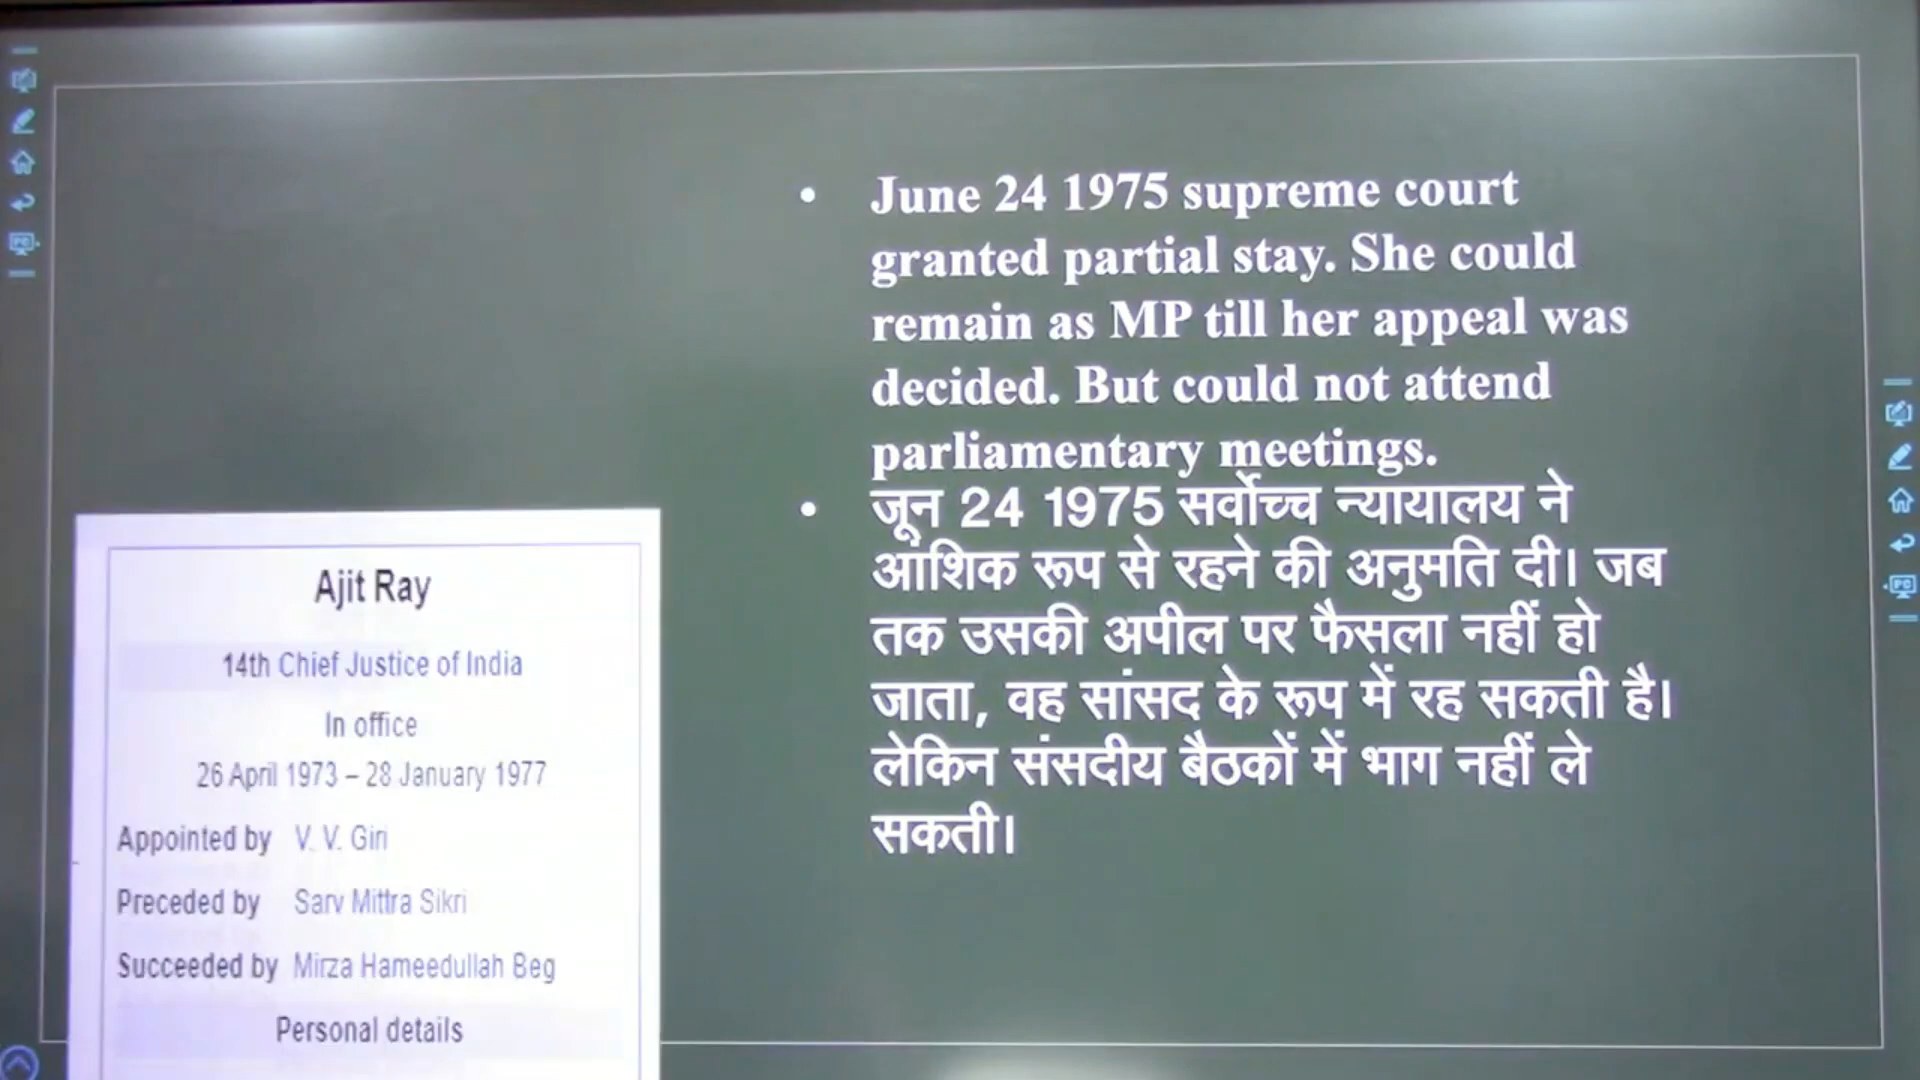 June 24 1975 supreme court
granted partial stay. She could
remain as MP till her appeal was
decided. But could not attend
parliamentary meetings.
जून 24 1975 सर्वोच्च न्यायालय ने
आंशिक रूप से रहने की अनुमति दी। जब
तक उसकी अपील पर फैसला नहीं हो
जाता, वह सांसद के रूप में रह सकती है।
लेकिन संसदीय बैठकों में भाग नहीं ले
सकती।
Ajit Ray
14th Chief Justice of India
In office
26 April 1973 – 28 January 1977
Appointed by V. V. Giri
Preceded by Sarv Mittra Sikri
Succeeded by Mirza Hameedullah Beg
Personal details
PC
PC